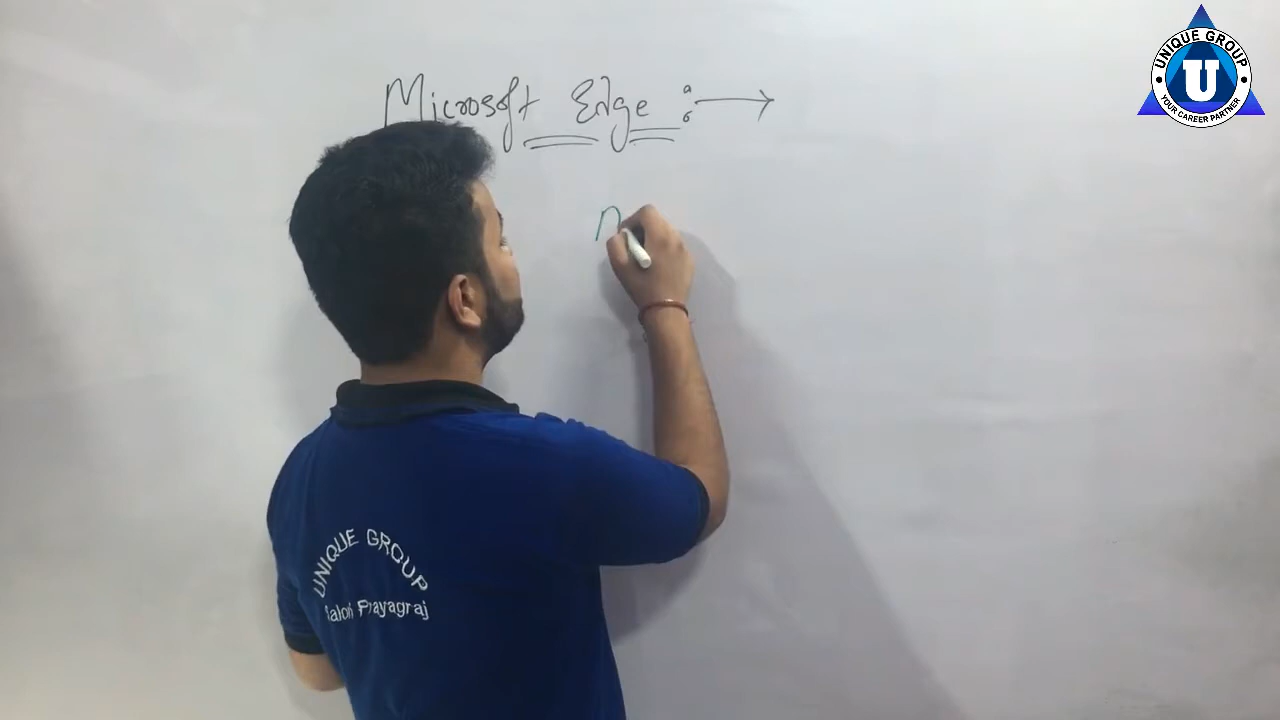 Microsoft Edge :→
UNIQUE GROUP
U
YOUR CAREER PARTNER
UNIQUE GROUP
Prayagraj